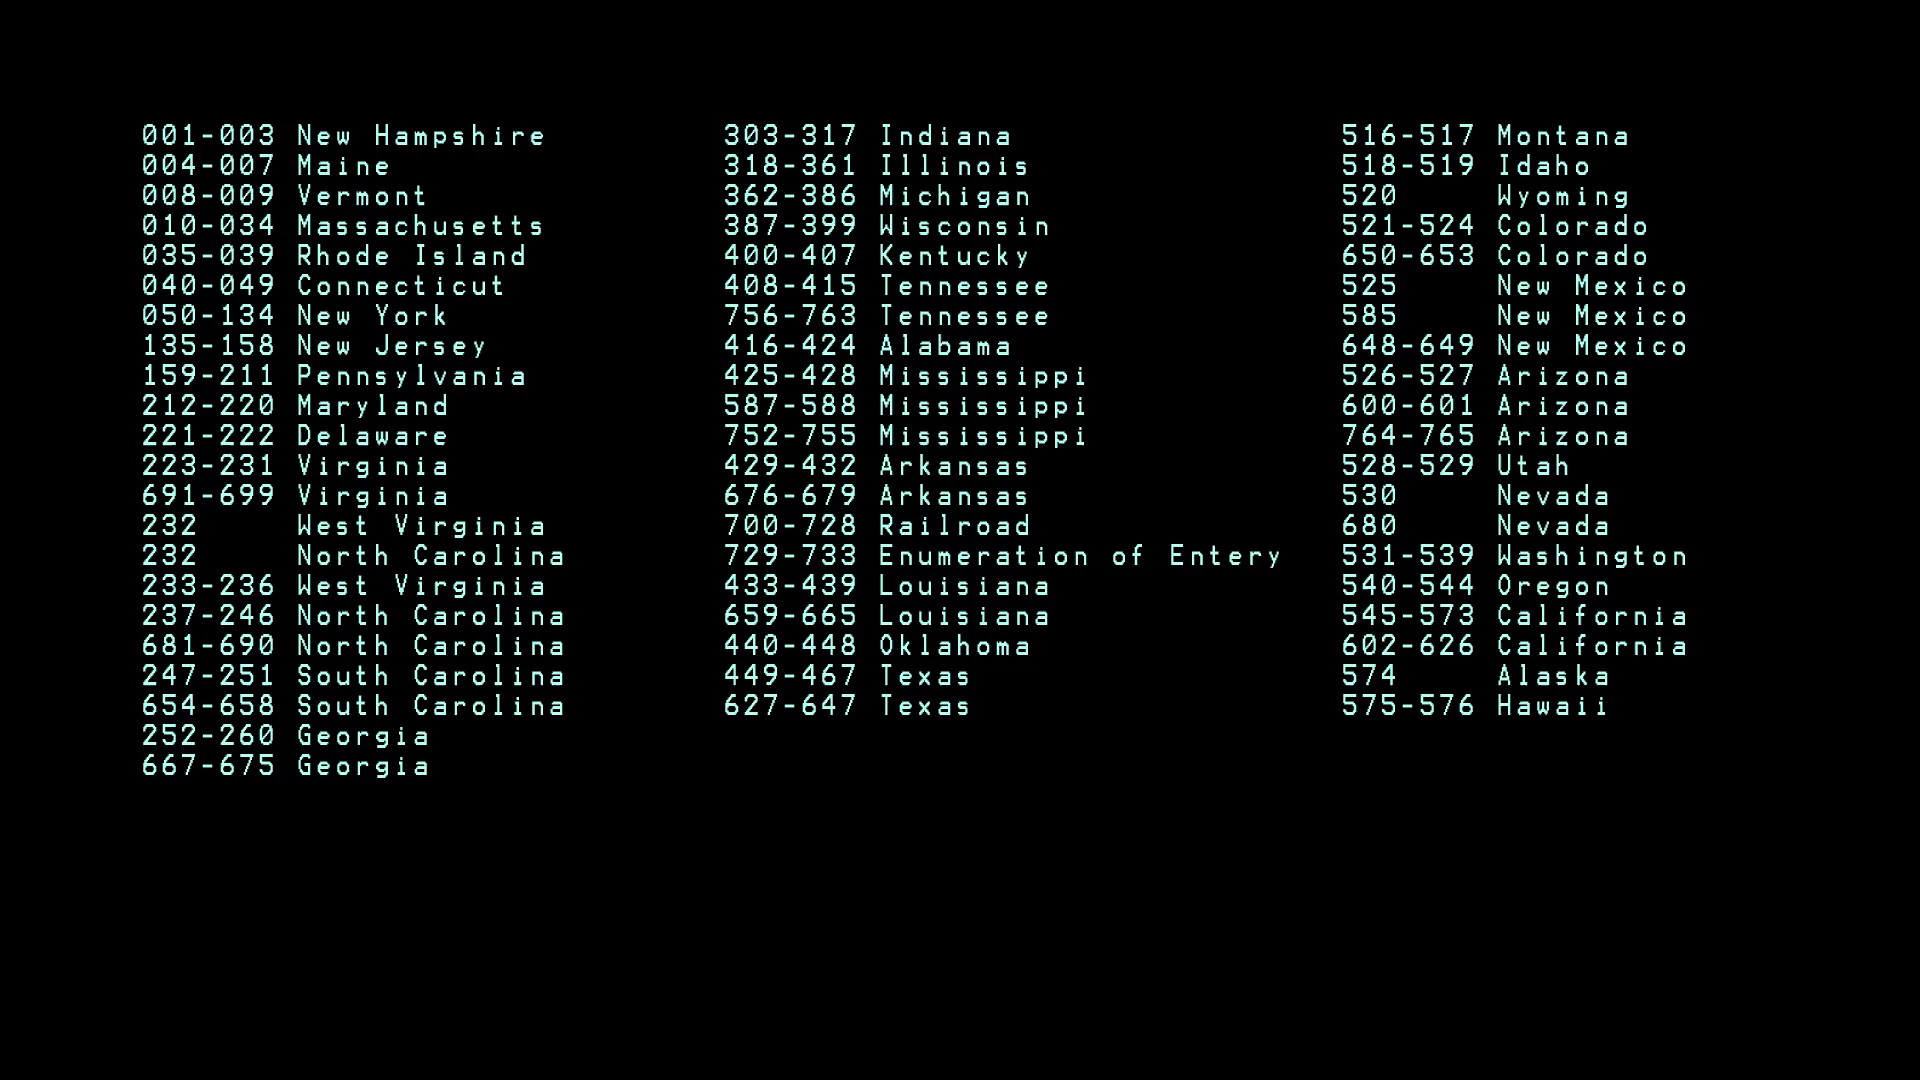 001-003 New Hampshire
004-007 Maine
008-009 Vermont
010-034 Massachusetts
035-039 Rhode Island
040-049 Connecticut
050-134 New York
135-158 New Jersey
159-211 Pennsylvania
212-220 Maryland
221-222 Delaware
223-231 Virginia
691-699 Virginia
232 West Virginia
232 North Carolina
233-236 West Virginia
237-246 North Carolina
681-690 North Carolina
247-251 South Carolina
654-658 South Carolina
252-260 Georgia
667-675 Georgia
303-317 Indiana
318-361 Illinois
362-386 Michigan
387-399 Wisconsin
400-407 Kentucky
408-415 Tennessee
756-763 Tennessee
416-424 Alabama
425-428 Mississippi
587-588 Mississippi
752-755 Mississippi
429-432 Arkansas
676-679 Arkansas
700-728 Railroad
729-733 Enumeration of Entery
433-439 Louisiana
659-665 Louisiana
440-448 Oklahoma
449-467 Texas
627-647 Texas
516-517 Montana
518-519 Idaho
520 Wyoming
521-524 Colorado
650-653 Colorado
525 New Mexico
585 New Mexico
648-649 New Mexico
526-527 Arizona
600-601 Arizona
764-765 Arizona
528-529 Utah
530 Nevada
680 Nevada
531-539 Washington
540-544 Oregon
545-573 California
602-626 California
574 Alaska
575-576 Hawaii